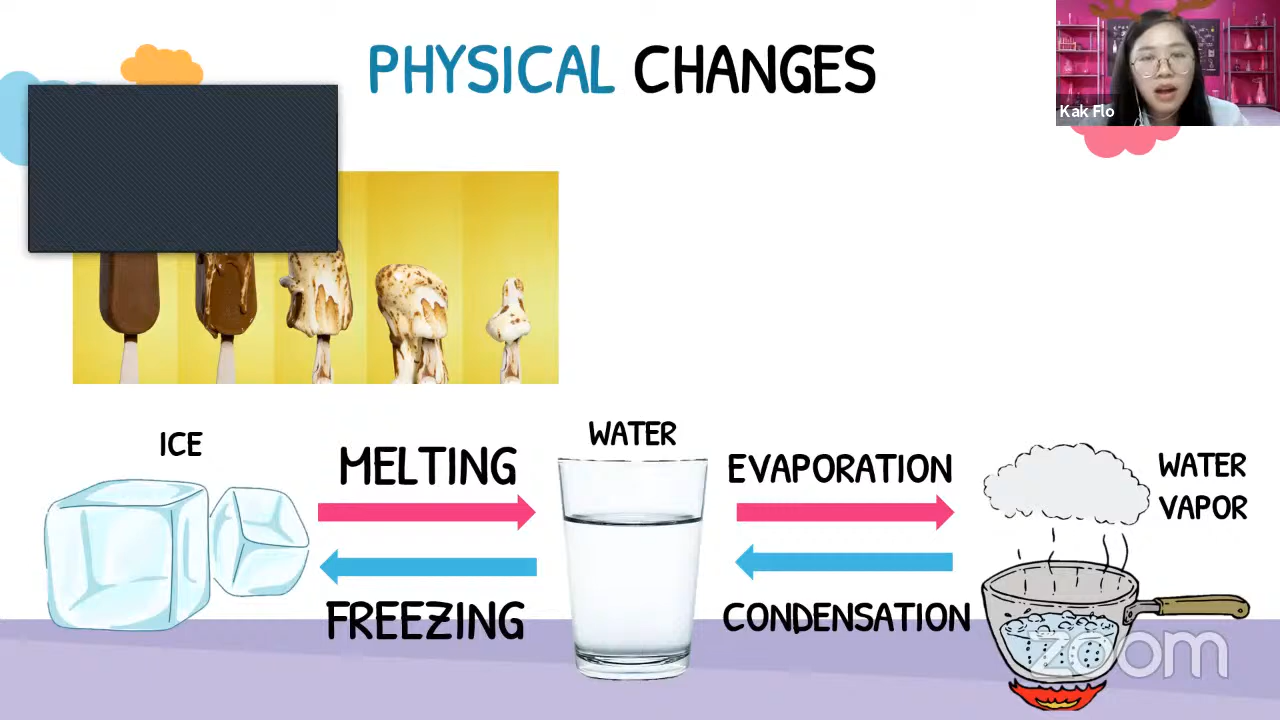 PHYSICAL CHANGES
Kak Flo
ICE
MELTING
WATER
EVAPORATION
WATER
VAPOR
FREEZING
CONDENSATION
zoom